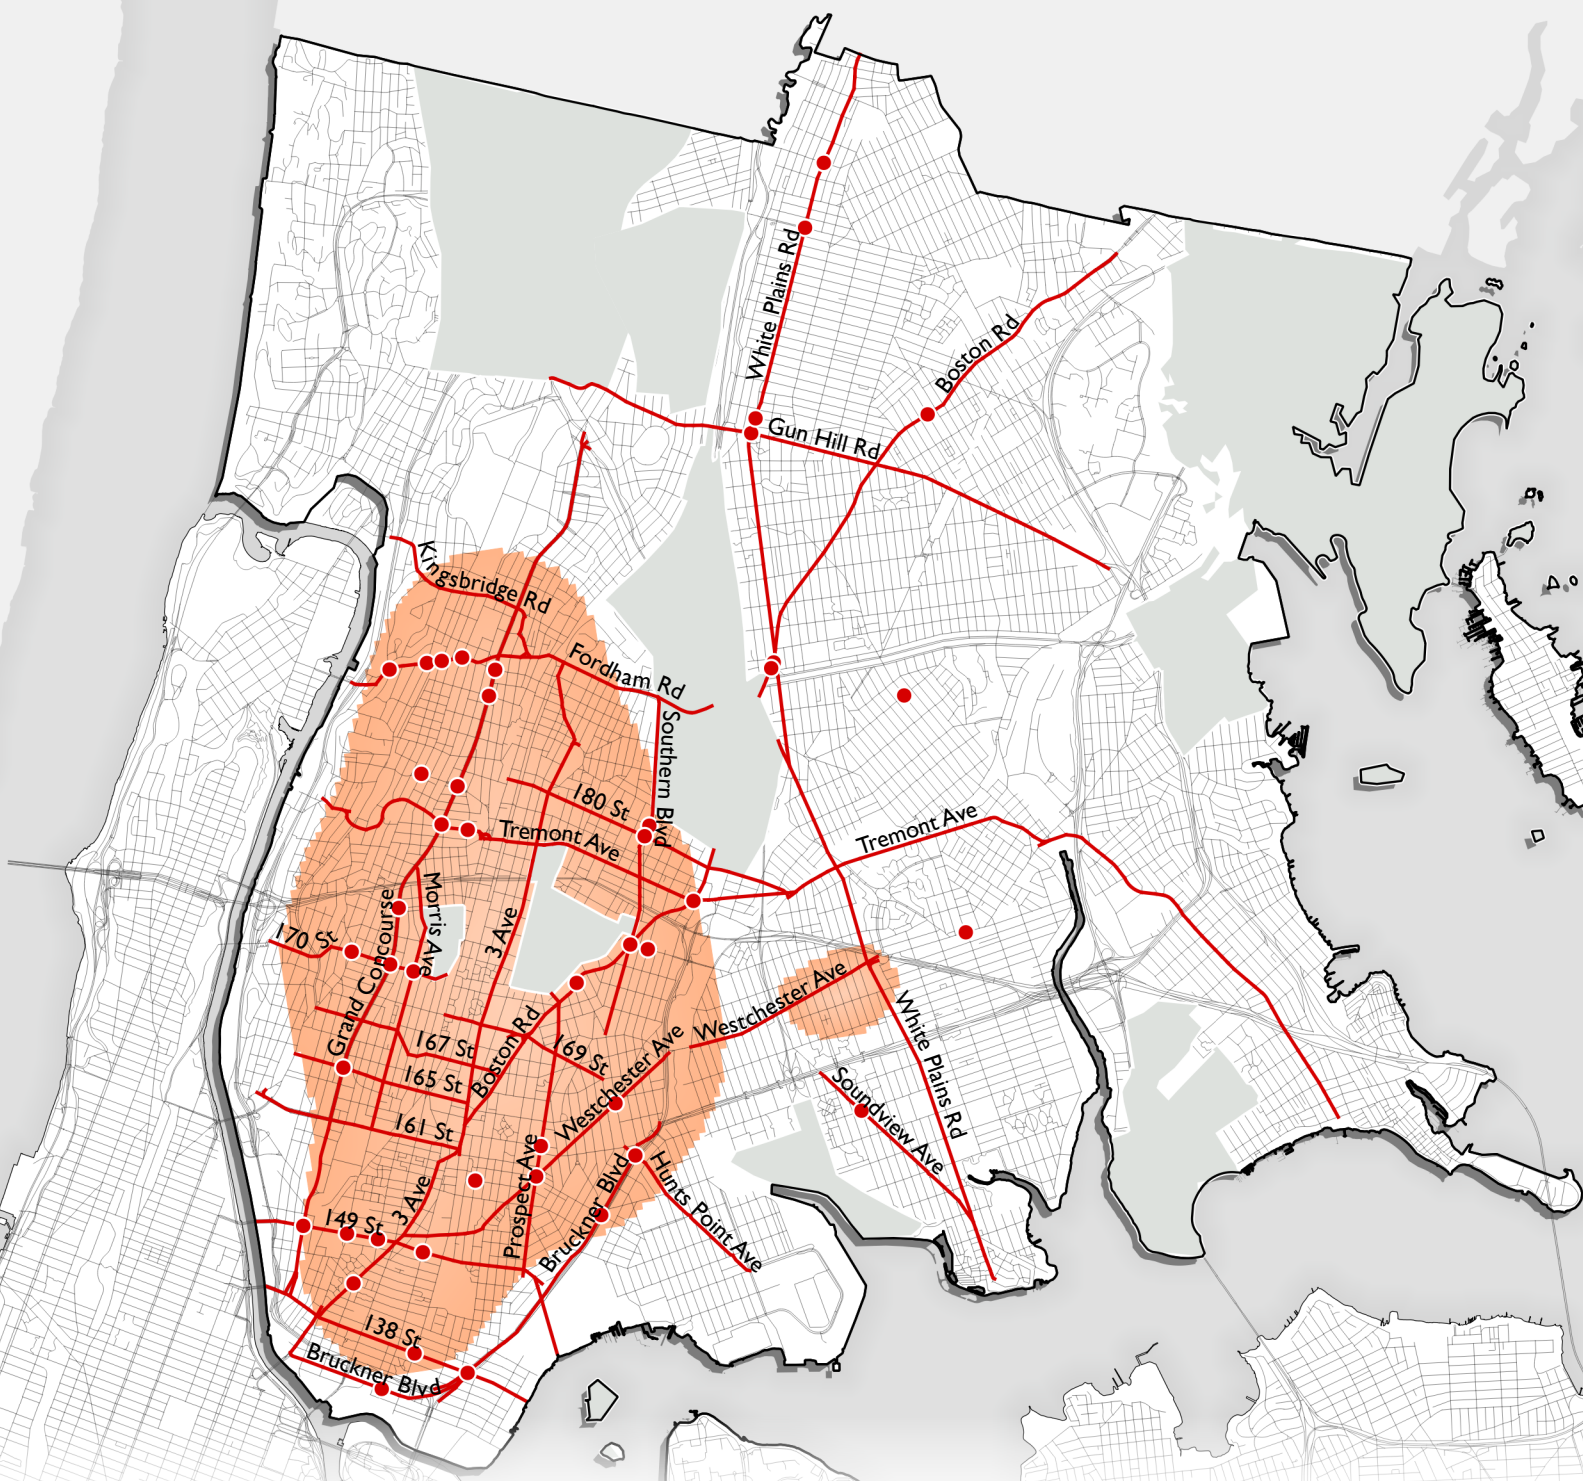 White Plains Rd
Boston Rd
Gun Hill Rd
Kingsbridge Rd
Fordham Rd
Southern Blvd
180 St
Tremont Ave
Tremont Ave
Morris Ave
Grand Concourse
3 Ave
170 St
Westchester Ave
White Plains Rd
167 St
Boston Rd
169 St
165 St
Westchester Ave
Soundview Ave
161 St
Prospect Ave
3 Ave
Hunts Point Ave
149 St
Bruckner Blvd
138 St
Bruckner Blvd